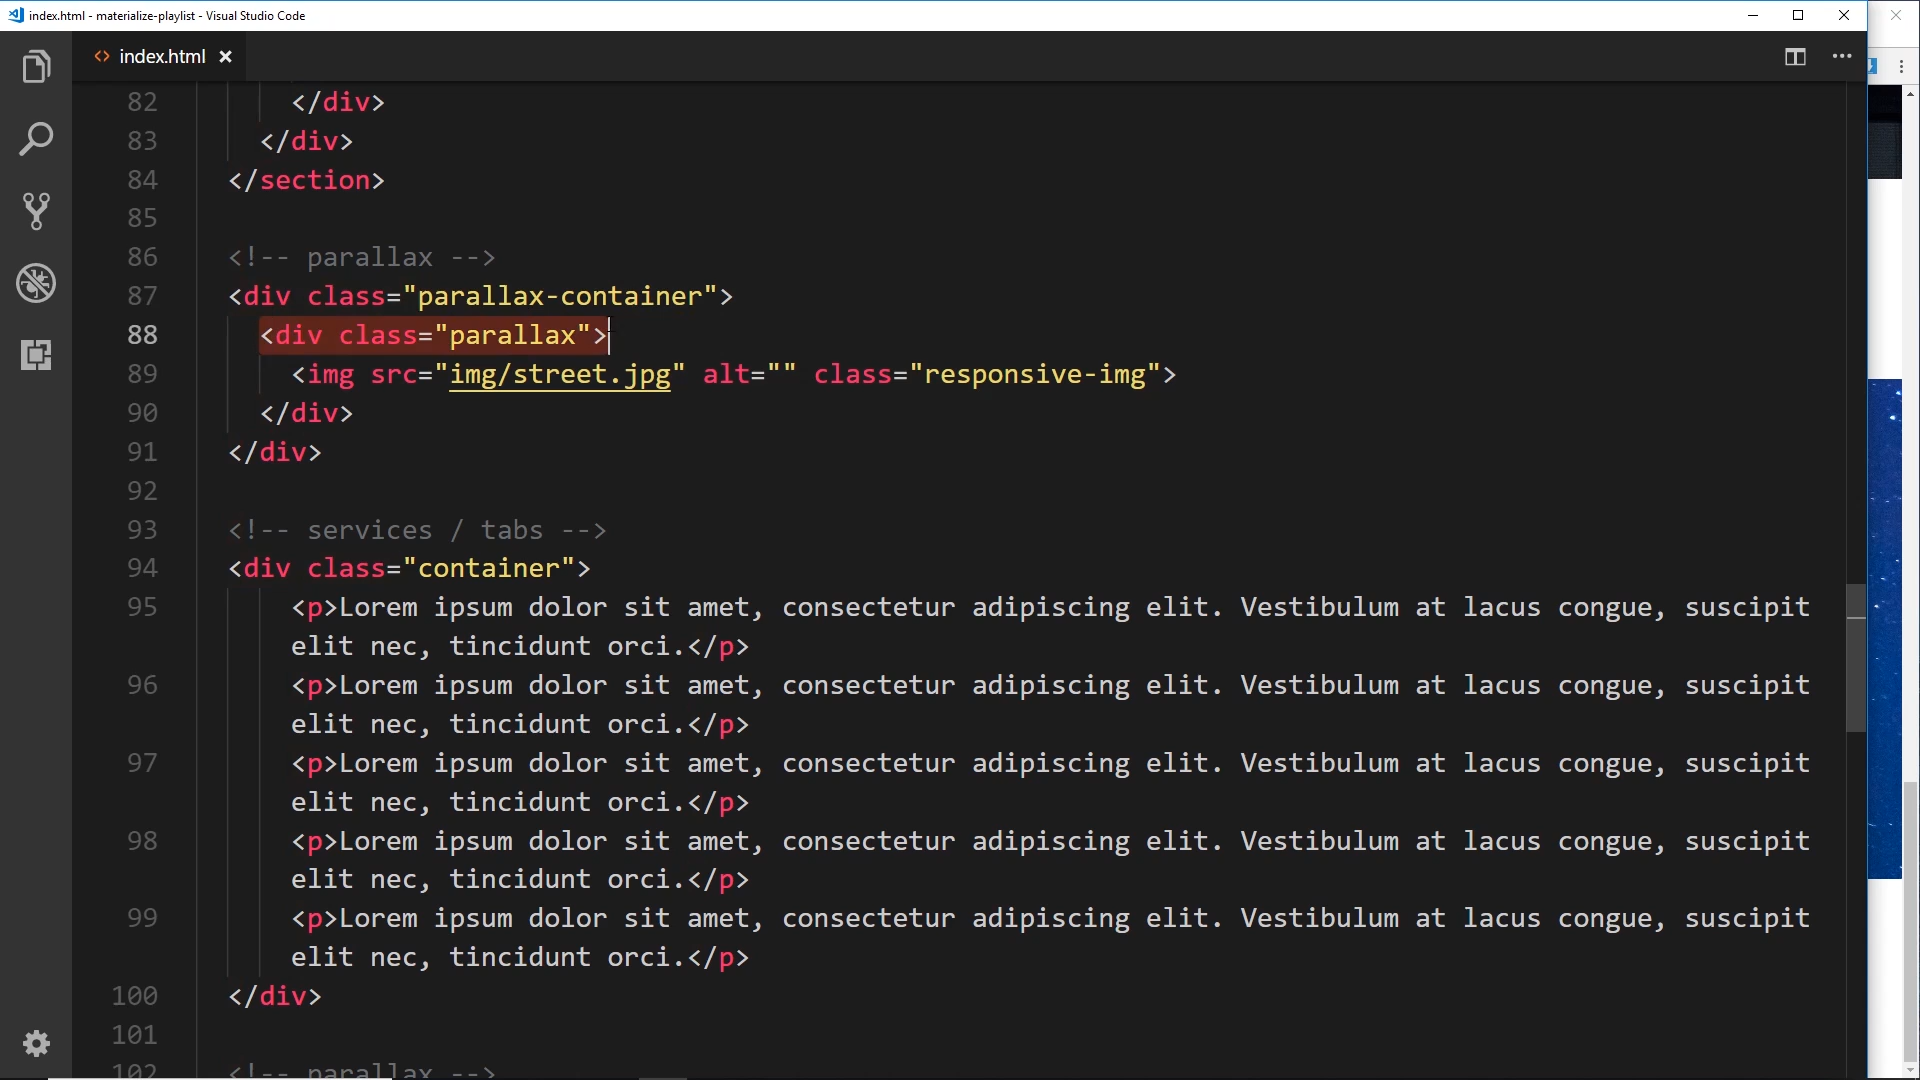 index.html - materialize-playlist - Visual Studio Code
<> index.html ×
82 </div>
83 </div>
84 </section>
85
86 <!-- parallax -->
87 <div class="parallax-container">
88 <div class="parallax">
89 <img src="img/street.jpg" alt="" class="responsive-img">
90 </div>
91 </div>
92
93 <!-- services / tabs -->
94 <div class="container">
95 <p>Lorem ipsum dolor sit amet, consectetur adipiscing elit. Vestibulum at lacus congue, suscipit
elit nec, tincidunt orci.</p>
96 <p>Lorem ipsum dolor sit amet, consectetur adipiscing elit. Vestibulum at lacus congue, suscipit
elit nec, tincidunt orci.</p>
97 <p>Lorem ipsum dolor sit amet, consectetur adipiscing elit. Vestibulum at lacus congue, suscipit
elit nec, tincidunt orci.</p>
98 <p>Lorem ipsum dolor sit amet, consectetur adipiscing elit. Vestibulum at lacus congue, suscipit
elit nec, tincidunt orci.</p>
99 <p>Lorem ipsum dolor sit amet, consectetur adipiscing elit. Vestibulum at lacus congue, suscipit
elit nec, tincidunt orci.</p>
100 </div>
101
102 <!-- parallax -->